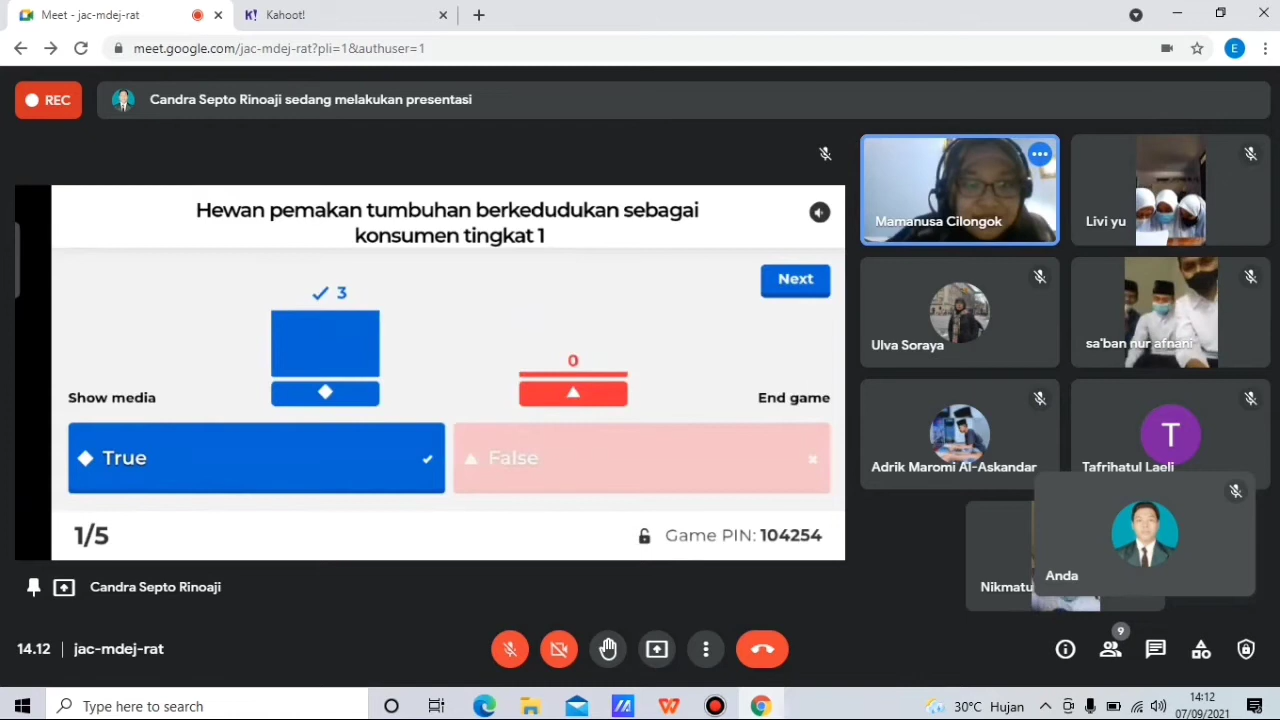 Meet - jac-mdej-rat
K!
Kahoot!
meet.google.com/jac-mdej-rat?pli=1&authuser=1
E
REC
Candra Septo Rinoaji sedang melakukan presentasi
Hewan pemakan tumbuhan berkedudukan sebagai
konsumen tingkat 1
Next
3
0
Show media
End game
True
False
1/5
Game PIN: 104254
Candra Septo Rinoaji
Mamanusa Cilongok
Livi yu
Ulva Soraya
sa'ban nur afnani
Adrik Maromi Al-Askandar
T
Tafrihatul Laeli
Nikmatu
Anda
14.12 | jac-mdej-rat
9
Type here to search
30°C Hujan
14:12
07/09/2021